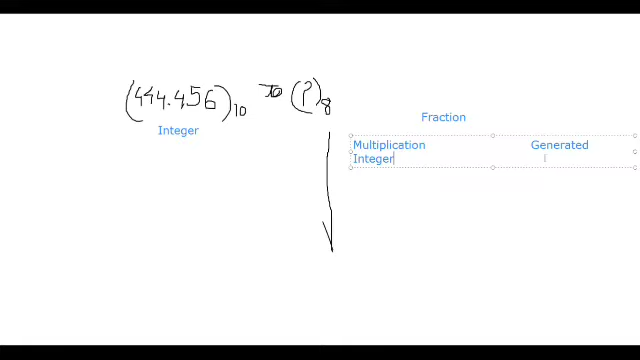 (444.456)10 To (?)8
Integer
Fraction
Multiplication Generated
Integer